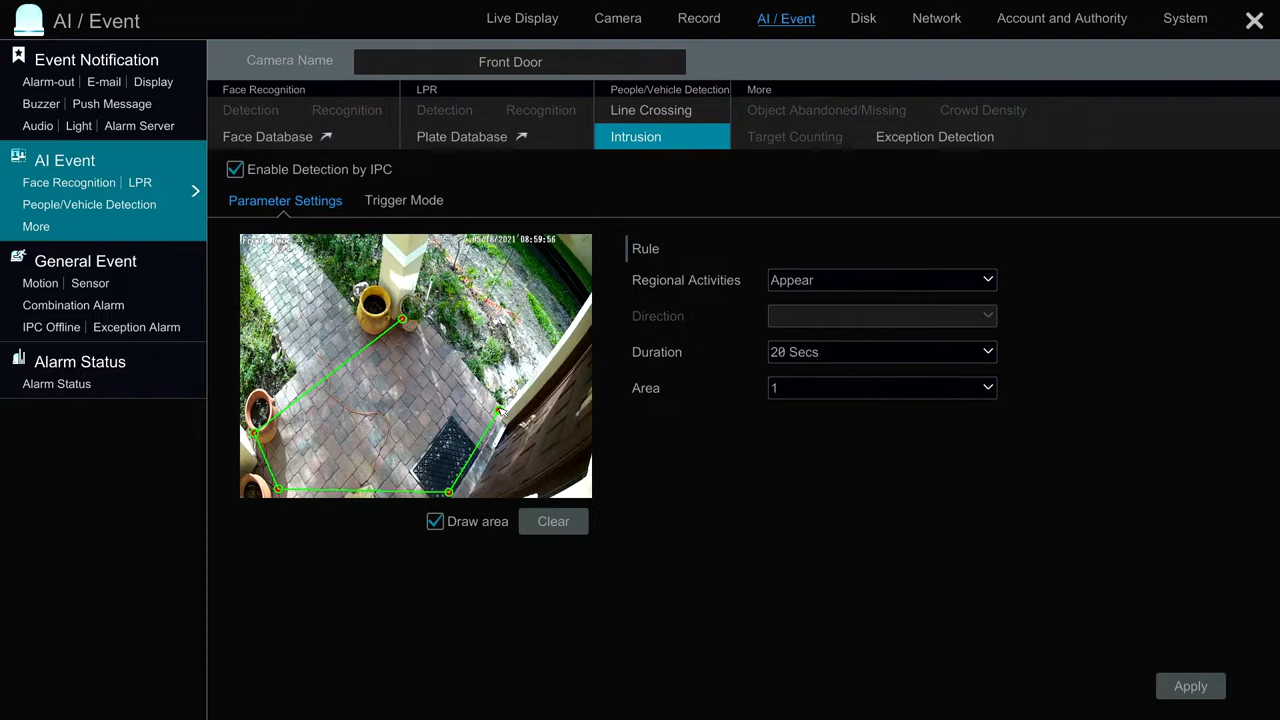 AI / Event
Live Display
Camera
Record
AI / Event
Disk
Network
Account and Authority
System
Event Notification
Alarm-out | E-mail | Display
Buzzer | Push Message
Audio | Light | Alarm Server
AI Event
Face Recognition | LPR
People/Vehicle Detection
More
General Event
Motion | Sensor
Combination Alarm
IPC Offline | Exception Alarm
Alarm Status
Alarm Status
Camera Name
Front Door
Face Recognition
Detection
Recognition
Face Database
LPR
Detection
Recognition
Plate Database
People/Vehicle Detection
Line Crossing
Intrusion
More
Object Abandoned/Missing
Crowd Density
Target Counting
Exception Detection
Enable Detection by IPC
Parameter Settings
Trigger Mode
08:59:56
Draw area
Clear
Rule
Regional Activities
Appear
Direction
Duration
20 Secs
Area
1
Apply